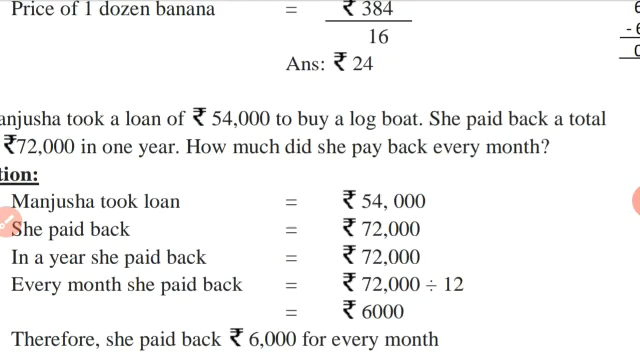 Price of 1 dozen banana = ₹ 384
16
Ans: ₹ 24
anjusha took a loan of ₹ 54,000 to buy a log boat. She paid back a total
₹72,000 in one year. How much did she pay back every month?
tion:
Manjusha took loan = ₹ 54, 000
She paid back = ₹ 72,000
In a year she paid back = ₹ 72,000
Every month she paid back = ₹ 72,000 ÷ 12
= ₹ 6000
Therefore, she paid back ₹ 6,000 for every month